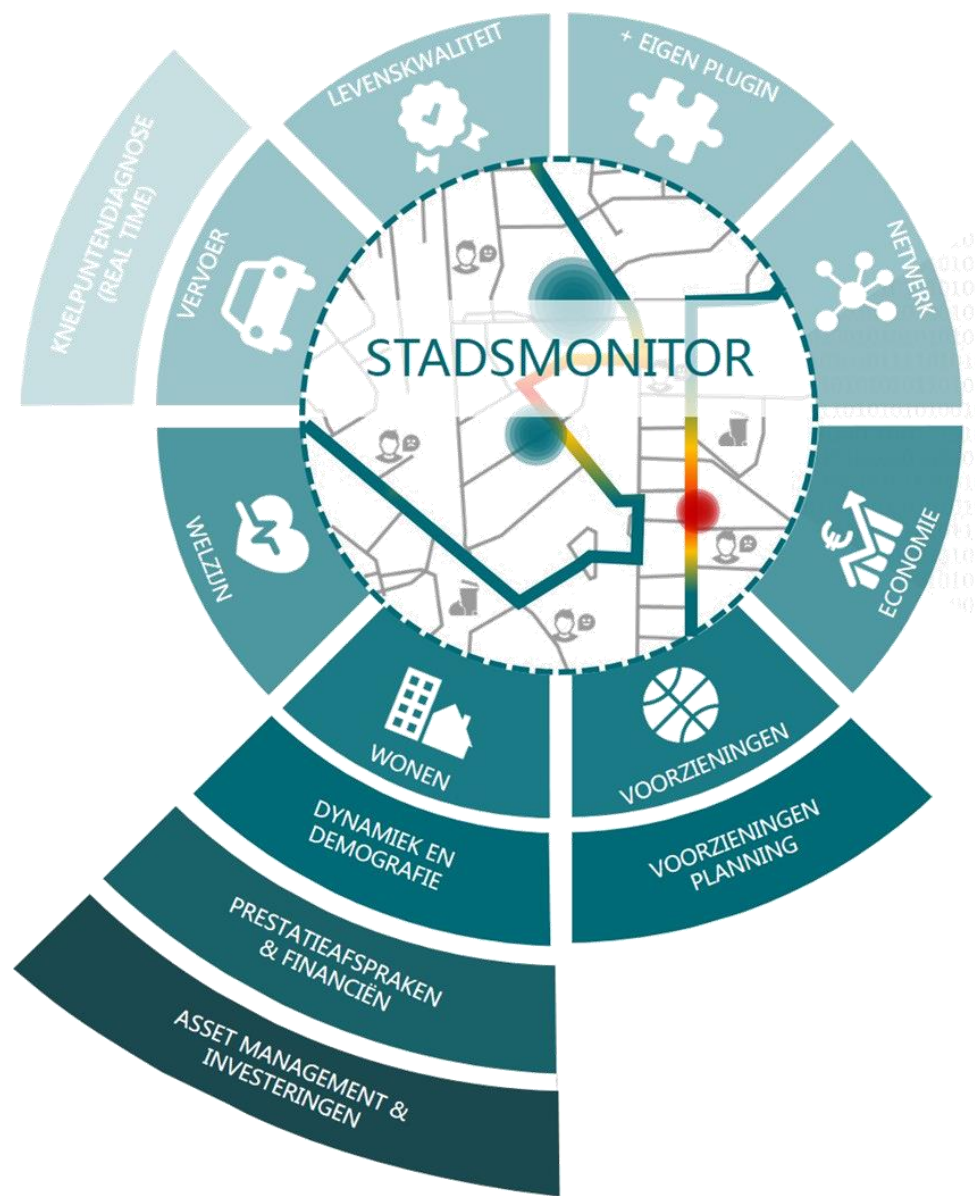 LEVENSKWALITEIT
+ EIGEN PLUGIN
KNELPUNTENDIAGNOSE
(REAL TIME)
VERVOER
NETWERK
STADSMONITOR
WELZIJN
€
ECONOMIE
WONEN
VOORZIENINGEN
DYNAMIEK EN
DEMOGRAFIE
VOORZIENINGEN
PLANNING
PRESTATIEAFSPRAKEN
& FINANCIËN
ASSET MANAGEMENT &
INVESTERINGEN